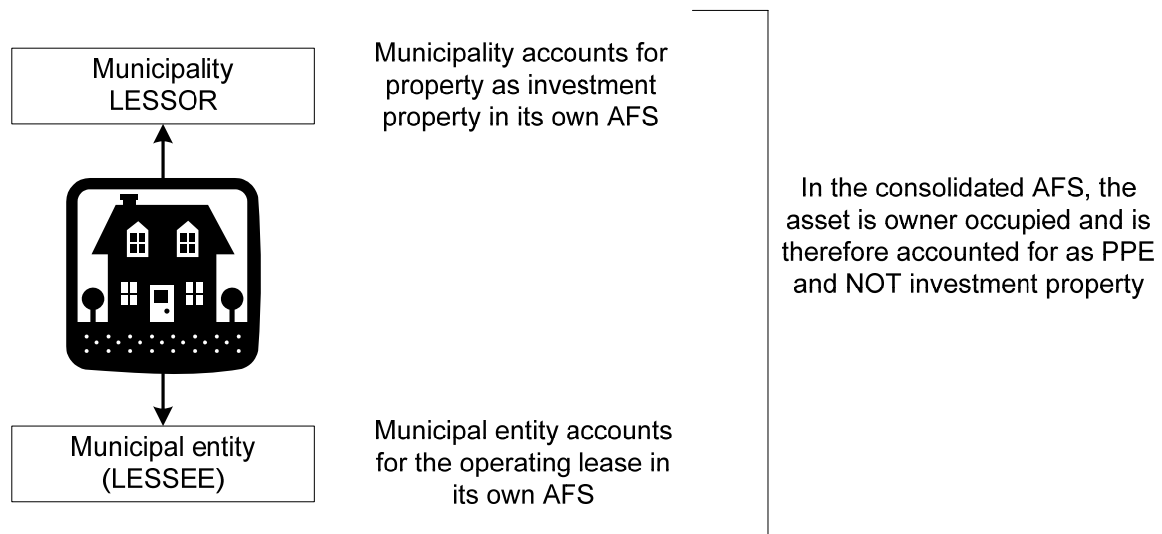 Municipality
LESSOR
Municipality accounts for
property as investment
property in its own AFS
In the consolidated AFS, the
asset is owner occupied and is
therefore accounted for as PPE
and NOT investment property
Municipal entity
(LESSEE)
Municipal entity accounts
for the operating lease in
its own AFS